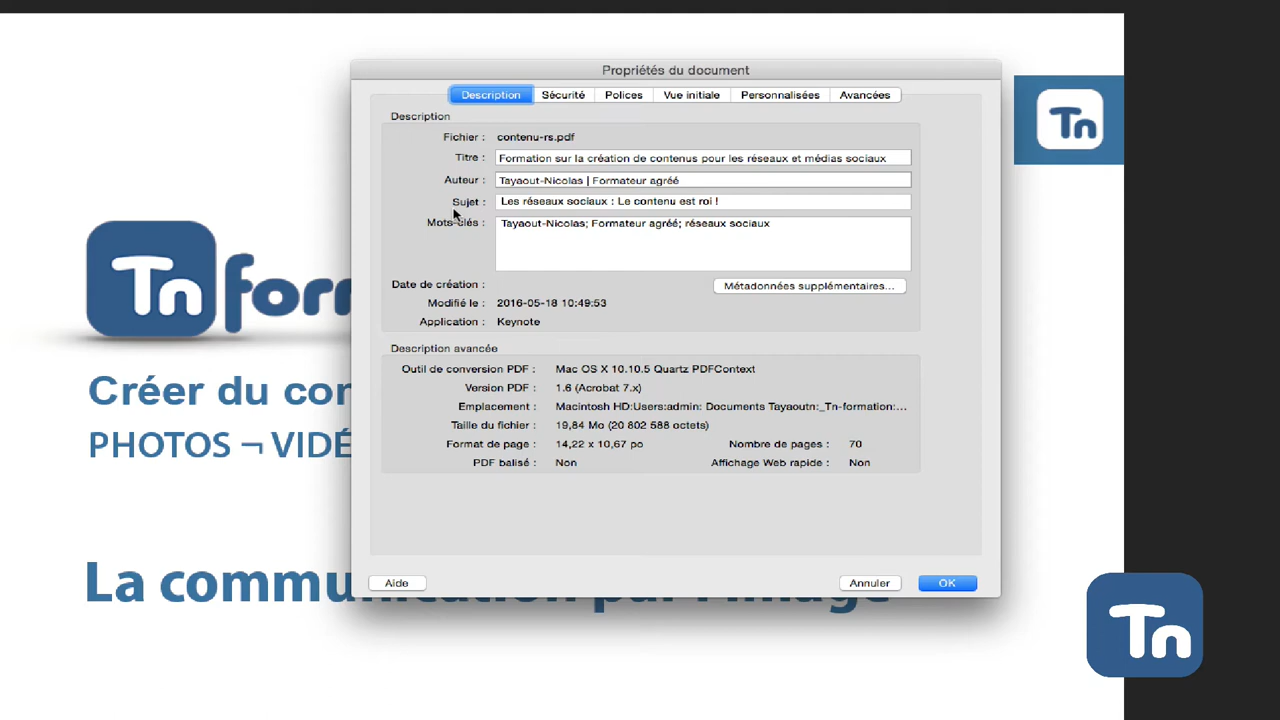 Propriétés du document
Description Sécurité Polices Vue initiale Personnalisées Avancées
Description
Fichier : contenu-rs.pdf
Titre : Formation sur la création de contenus pour les réseaux et médias sociaux
Auteur : Tayaout-Nicolas | Formateur agréé
Sujet : Les réseaux sociaux : Le contenu est roi !
Mots-clés : Tayaout-Nicolas; Formateur agréé; réseaux sociaux
Date de création :
Métadonnées supplémentaires...
Modifié le : 2016-05-18 10:49:53
Application : Keynote
Description avancée
Outil de conversion PDF : Mac OS X 10.10.5 Quartz PDFContext
Version PDF : 1.6 (Acrobat 7.x)
Emplacement : Macintosh HD:Users:admin: Documents Tayaoutn:_Tn-formation:...
Taille du fichier : 19,84 Mo (20 802 588 octets)
Format de page : 14,22 x 10,67 po Nombre de pages : 70
PDF balisé : Non Affichage Web rapide : Non
Aide Annuler OK
Tn
Tn form
Créer du con
PHOTOS ¬ VIDÉ
La communication par l'image
Tn